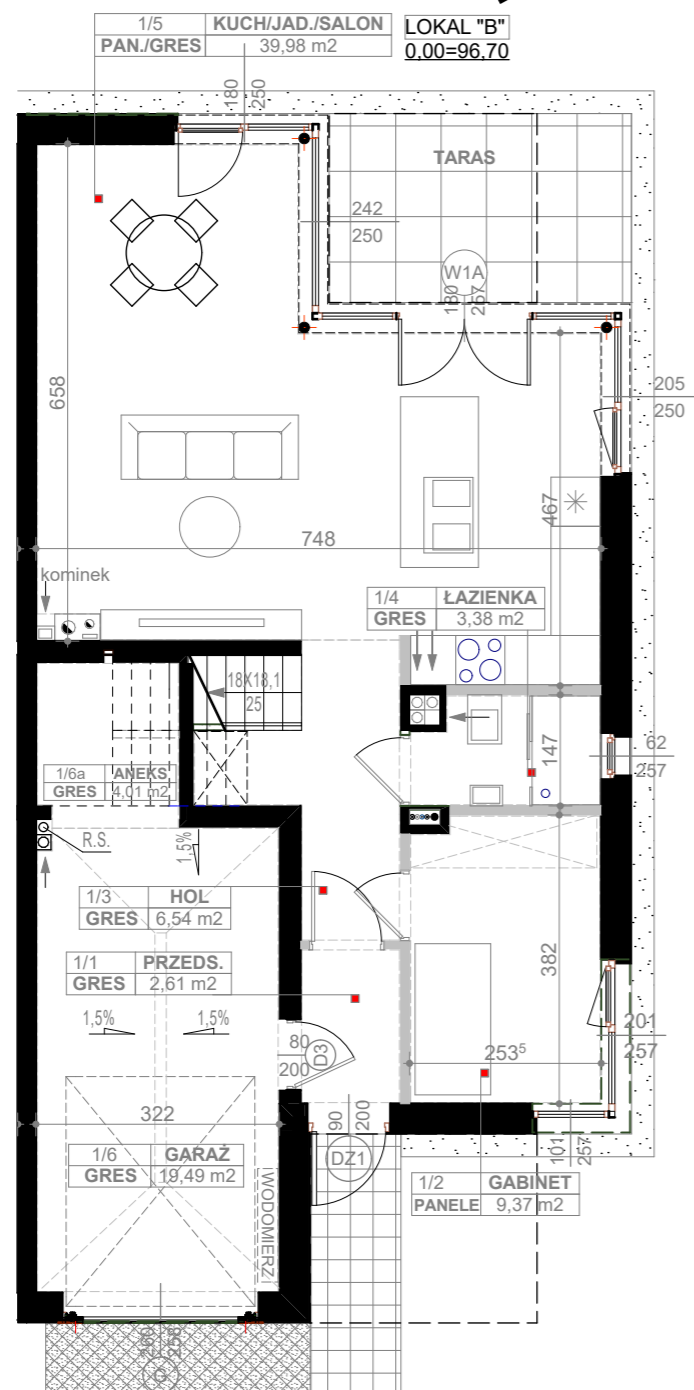 1/5 KUCH/JAD./SALON
PAN./GRES 39,98 m2
LOKAL "B"
0,00=96,70
180
250
TARAS
242
250
W1A
180
257
205
250
658
467
748
kominek
1/4 ŁAZIENKA
GRES 3,38 m2
18X18,1
25
147
62
257
1/6a ANEKS
GRES 4,01 m2
R.S.
1,5%
1/3 HOL
GRES 6,54 m2
1/1 PRZEDS.
GRES 2,61 m2
382
1,5%
1,5%
80
200
D3
201
257
253⁵
322
90
200
101
257
1/6 GARAŻ
GRES 19,49 m2
DZ1
WODOMIERZ
1/2 GABINET
PANELE 9,37 m2
258
G